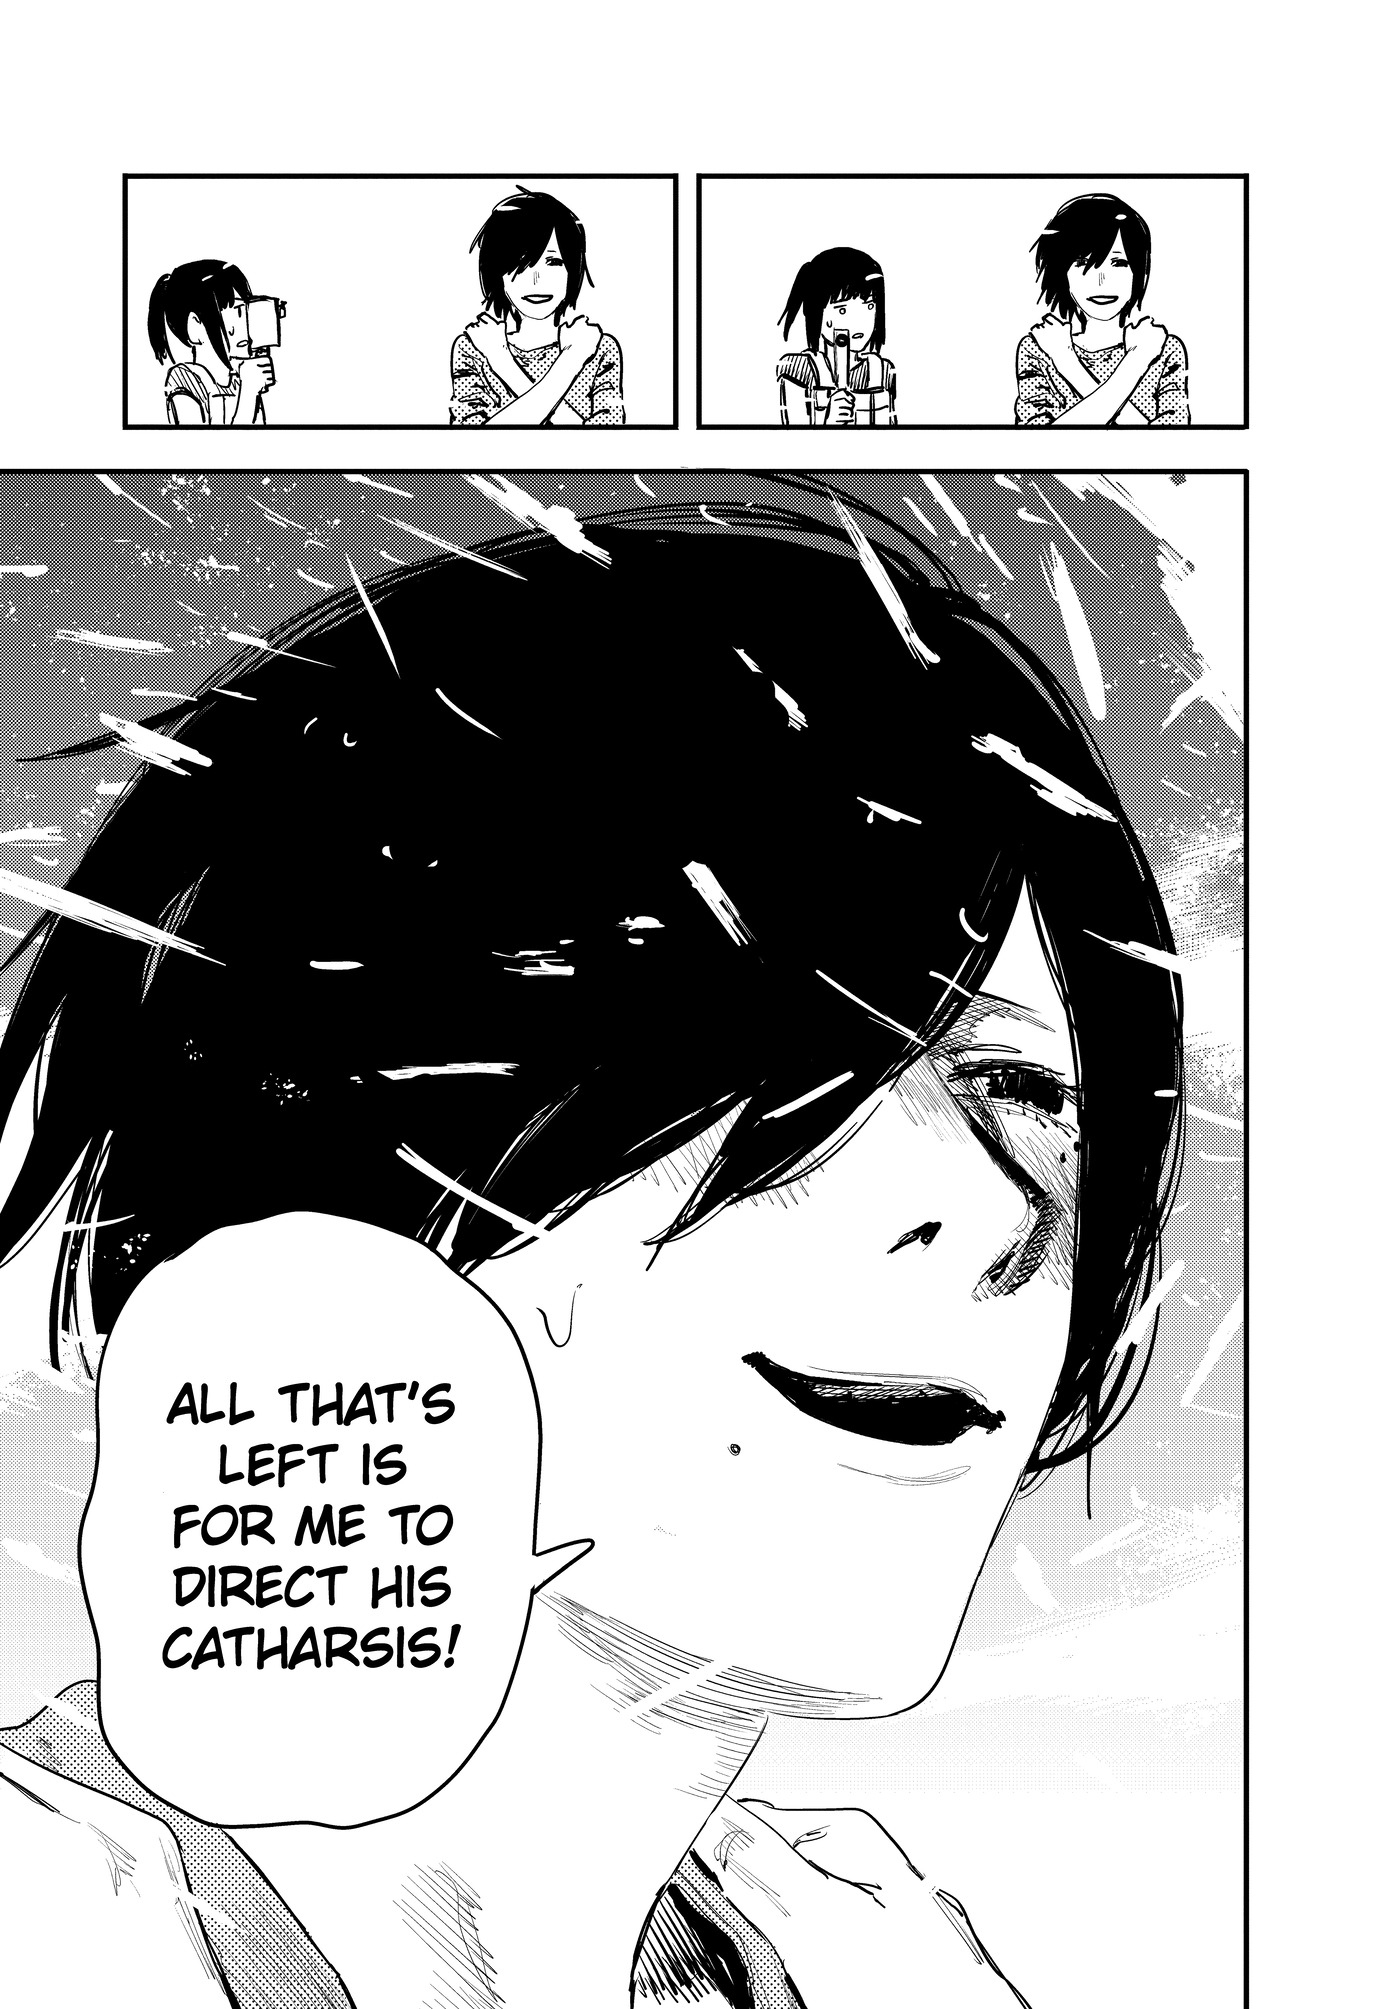 ALL THAT'S
LEFT IS
FOR ME TO
DIRECT HIS
CATHARSIS!